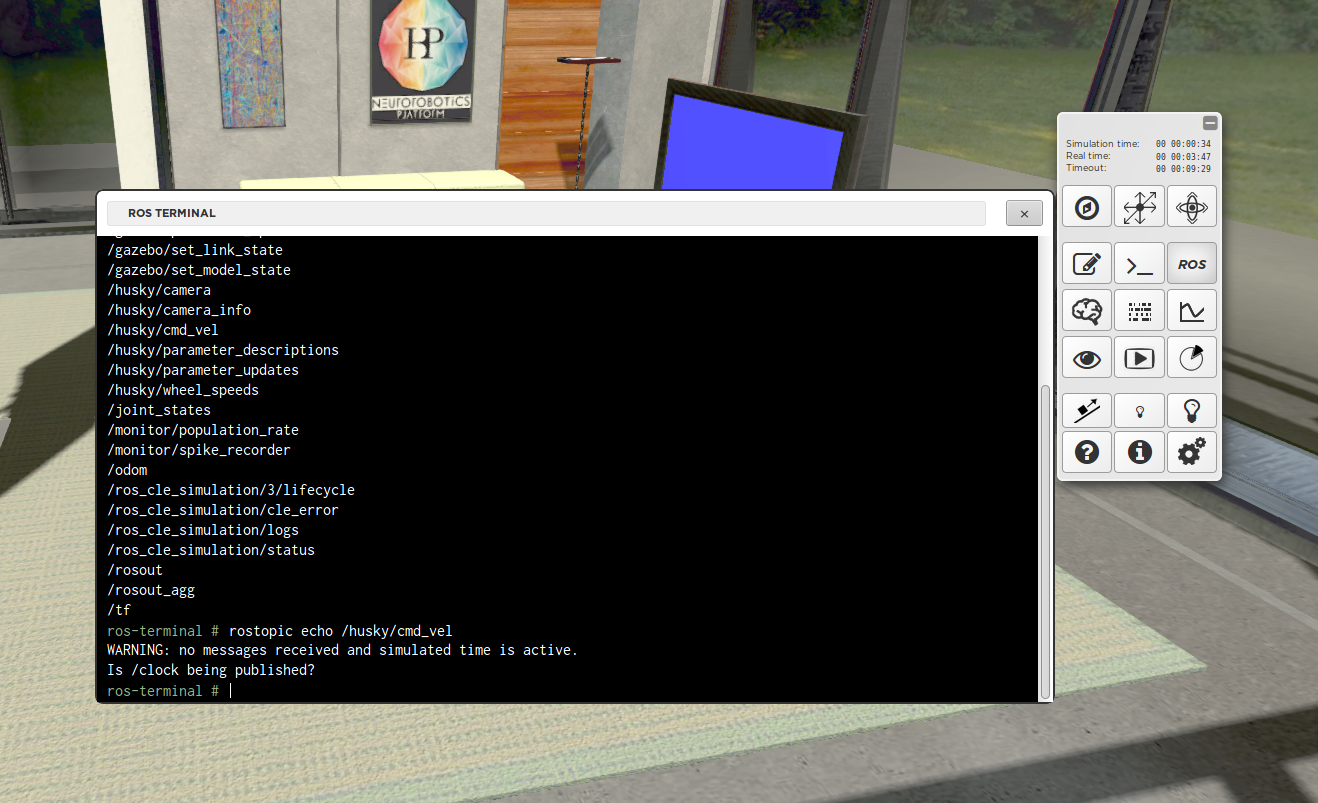 HP
NEUROROBOTICS
PLATFORM
Simulation time: 00 00:00:34
Real time: 00 00:03:47
Timeout: 00 00:09:29
ROS TERMINAL
×
/gazebo/set_link_state
/gazebo/set_model_state
/husky/camera
/husky/camera_info
/husky/cmd_vel
/husky/parameter_descriptions
/husky/parameter_updates
/husky/wheel_speeds
/joint_states
/monitor/population_rate
/monitor/spike_recorder
/odom
/ros_cle_simulation/3/lifecycle
/ros_cle_simulation/cle_error
/ros_cle_simulation/logs
/ros_cle_simulation/status
/rosout
/rosout_agg
/tf
ros-terminal # rostopic echo /husky/cmd_vel
WARNING: no messages received and simulated time is active.
Is /clock being published?
ros-terminal #
>_
ROS
?
i